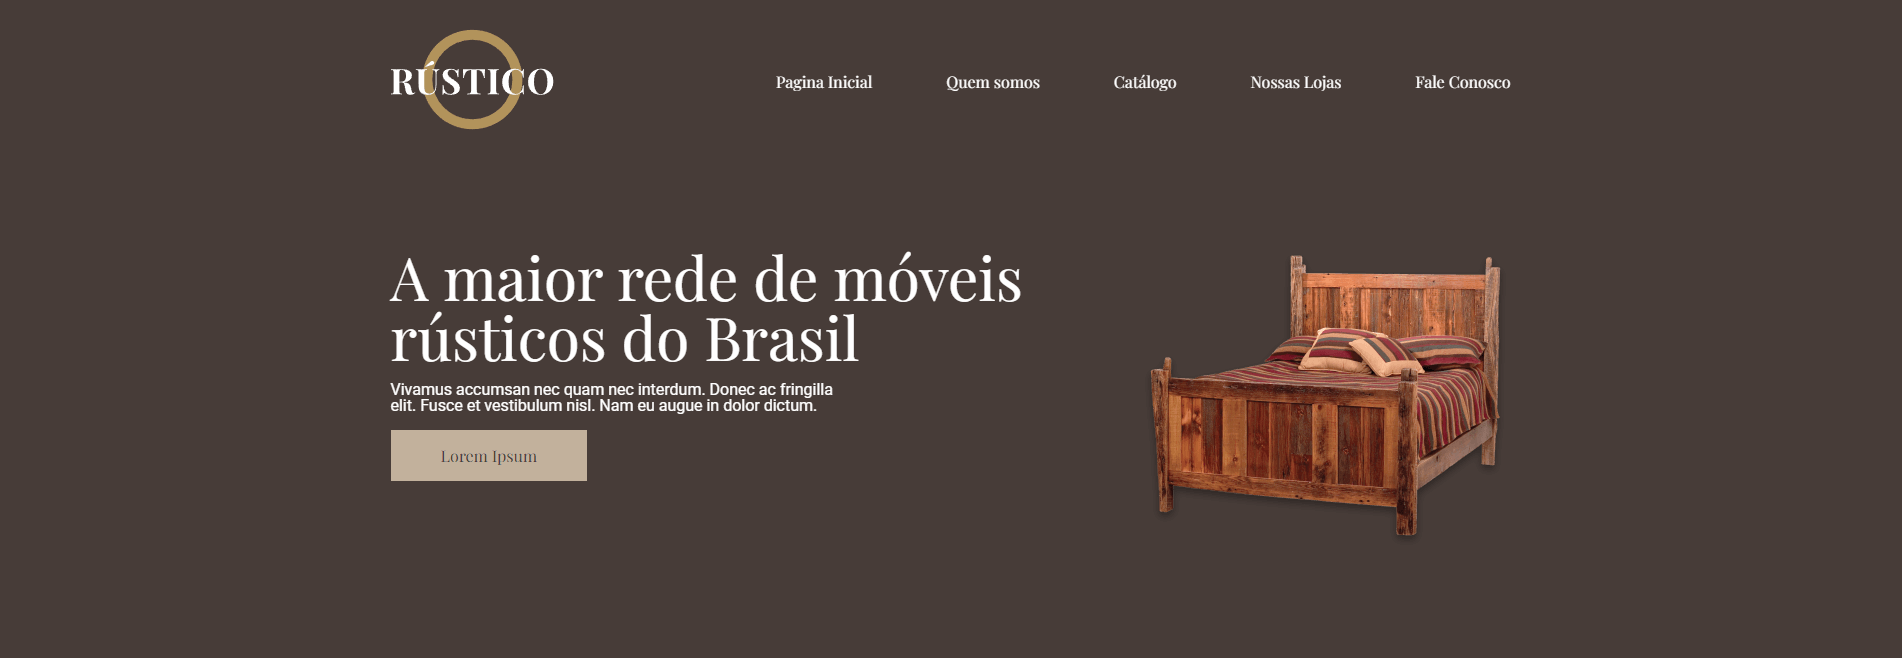 RÚSTICO
Pagina Inicial
Quem somos
Catálogo
Nossas Lojas
Fale Conosco
A maior rede de móveis
rústicos do Brasil
Vivamus accumsan nec quam nec interdum. Donec ac fringilla
elit. Fusce et vestibulum nisl. Nam eu augue in dolor dictum.
Lorem Ipsum